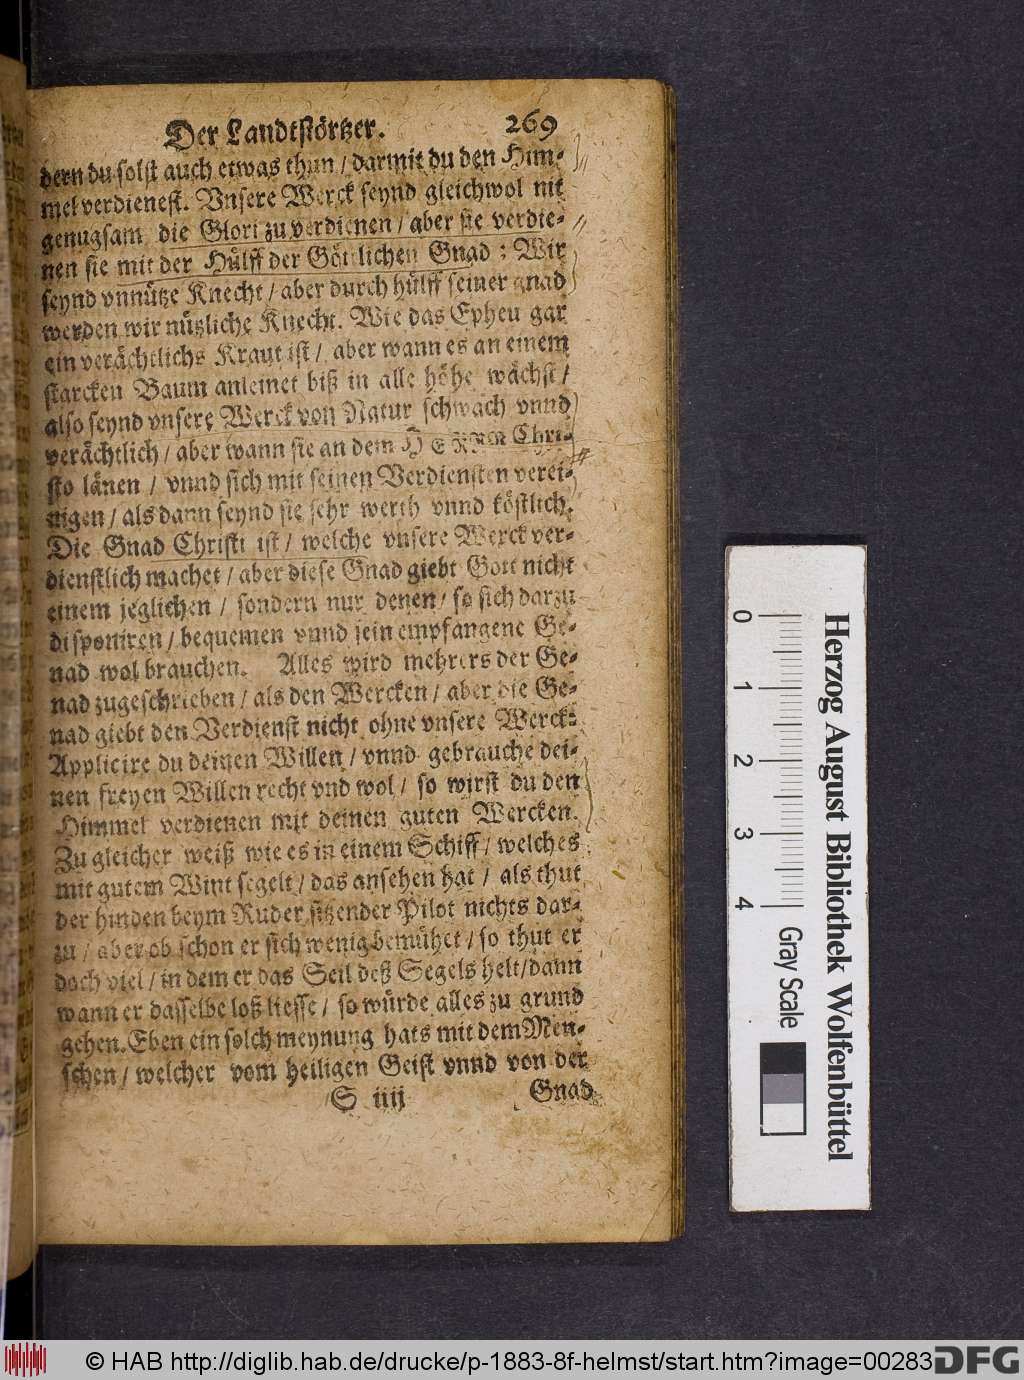 Der Landtstörtzer. 269
dern du solst auch etwas thun / darmit du den Him-
mel verdienest. Vnsere Werck seynd gleichwol nit
genugsam die Glori zu verdienen / aber sie verdie-
nen sie mit der Hülff der Göttlichen Gnad : Wir
seynd vnnütze Knecht / aber durch hülff seiner gnad
werden wir nützliche Knecht. Wie das Epheu gar
ein verächtlichs Kraut ist / aber wann es an einem
starcken Baum anleinet biß in alle höhe wächst /
also seynd vnsere Werck von Natur schwach vnnd
verächtlich / aber wann sie an dem HERRN Chri-
sto länen / vnnd sich mit seinen Verdiensten verei-
nigen / als dann seynd sie sehr werth vnnd köstlich.
Die Gnad Christi ist / welche vnsere Werck ver-
dienstlich machet / aber diese Gnad giebt Gott nicht
einem jeglichen / sondern nur denen / so sich darzu
disponiren / bequemen vnnd sein empfangene Ge-
nad wol brauchen. Alles wird mehrers der Ge-
nad zugeschrieben / als den Wercken / aber die Ge-
nad giebt den Verdienst nicht ohne vnsere Werck:
Applicire du deinen Willen / vnnd gebrauche dei-
nen freyen Willen recht vnd wol / so wirst du den
Himmel verdienen mit deinen guten Wercken.
Zu gleicher weiß wie es in einem Schiff / welches
mit gutem Wint segelt / das ansehen hat / als thut
der hinden beym Ruder sitzender Pilot nichts dar-
zu / aber ob schon er sich wenig bemühet / so thut er
doch viel / in dem er das Seil deß Segels helt / dann
wann er dasselbe loß liesse / so würde alles zu grund
gehen. Eben ein solch meynung hats mit dem Men-
schen / welcher vom heiligen Geist vnnd von der
S iiij Gnad
Herzog August Bibliothek Wolfenbüttel
0 1 2 3 4 Gray Scale
© HAB http://diglib.hab.de/drucke/p-1883-8f-helmst/start.htm?image=00283 DFG